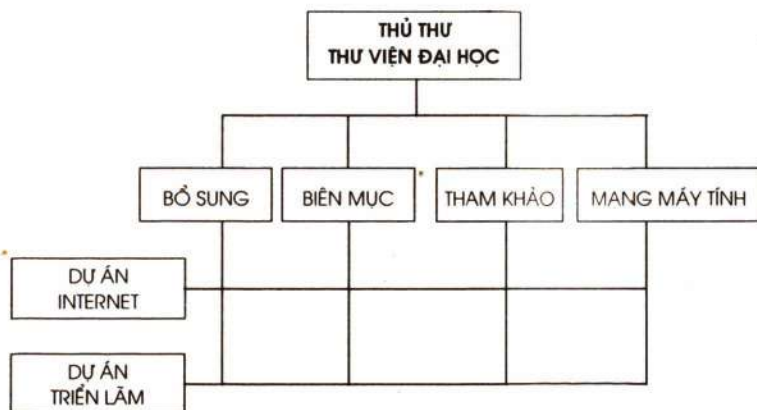 THỦ THƯ
THƯ VIỆN ĐẠI HỌC
BỔ SUNG
BIÊN MỤC
THAM KHẢO
MẠNG MÁY TÍNH
DỰ ÁN
INTERNET
DỰ ÁN
TRIỂN LÃM